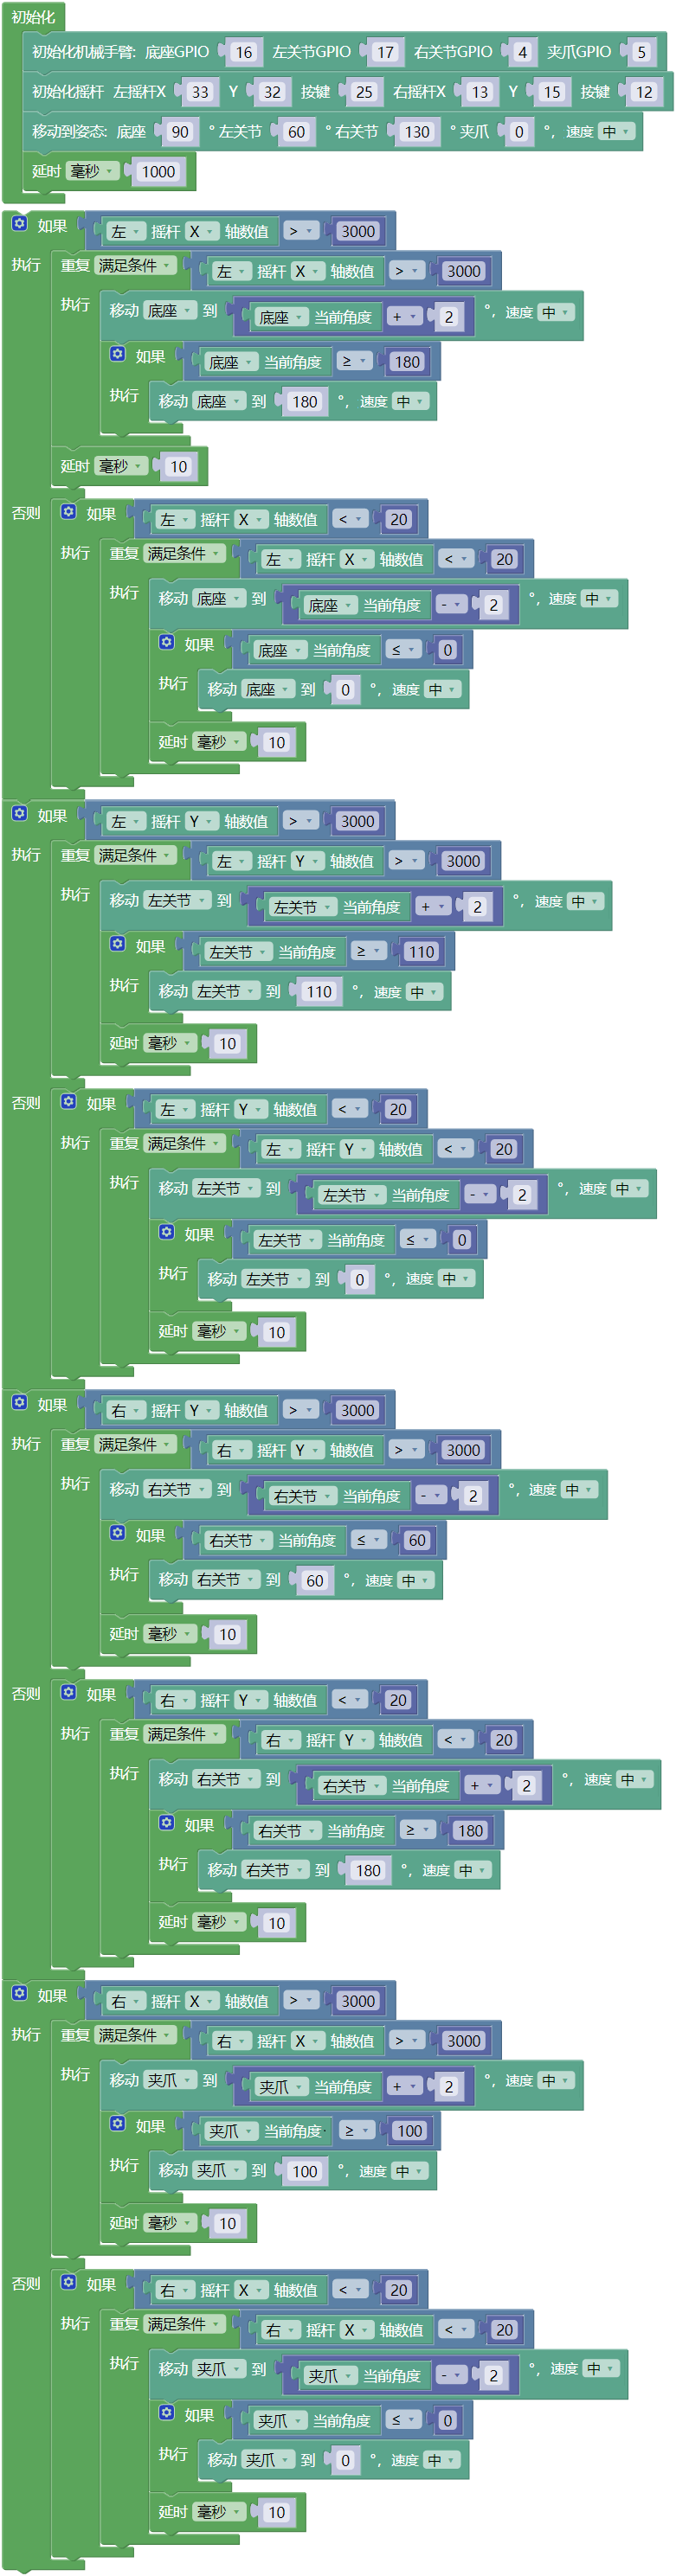 初始化
初始化机械手臂: 底座GPIO 16 左关节GPIO 17 右关节GPIO 4 夹爪GPIO 5
初始化摇杆 左摇杆X 33 Y 32 按键 25 右摇杆X 13 Y 15 按键 12
移动到姿态: 底座 90 ° 左关节 60 ° 右关节 130 ° 夹爪 0 °, 速度 中
延时 毫秒 1000
如果 左 摇杆 X 轴数值 > 3000
执行 重复 满足条件 左 摇杆 X 轴数值 > 3000
执行 移动 底座 到 底座 当前角度 + 2 °, 速度 中
如果 底座 当前角度 ≥ 180
执行 移动 底座 到 180 °, 速度 中
延时 毫秒 10
否则 如果 左 摇杆 X 轴数值 < 20
执行 重复 满足条件 左 摇杆 X 轴数值 < 20
执行 移动 底座 到 底座 当前角度 - 2 °, 速度 中
如果 底座 当前角度 ≤ 0
执行 移动 底座 到 0 °, 速度 中
延时 毫秒 10
如果 左 摇杆 Y 轴数值 > 3000
执行 重复 满足条件 左 摇杆 Y 轴数值 > 3000
执行 移动 左关节 到 左关节 当前角度 + 2 °, 速度 中
如果 左关节 当前角度 ≥ 110
执行 移动 左关节 到 110 °, 速度 中
延时 毫秒 10
否则 如果 左 摇杆 Y 轴数值 < 20
执行 重复 满足条件 左 摇杆 Y 轴数值 < 20
执行 移动 左关节 到 左关节 当前角度 - 2 °, 速度 中
如果 左关节 当前角度 ≤ 0
执行 移动 左关节 到 0 °, 速度 中
延时 毫秒 10
如果 右 摇杆 Y 轴数值 > 3000
执行 重复 满足条件 右 摇杆 Y 轴数值 > 3000
执行 移动 右关节 到 右关节 当前角度 - 2 °, 速度 中
如果 右关节 当前角度 ≤ 60
执行 移动 右关节 到 60 °, 速度 中
延时 毫秒 10
否则 如果 右 摇杆 Y 轴数值 < 20
执行 重复 满足条件 右 摇杆 Y 轴数值 < 20
执行 移动 右关节 到 右关节 当前角度 + 2 °, 速度 中
如果 右关节 当前角度 ≥ 180
执行 移动 右关节 到 180 °, 速度 中
延时 毫秒 10
如果 右 摇杆 X 轴数值 > 3000
执行 重复 满足条件 右 摇杆 X 轴数值 > 3000
执行 移动 夹爪 到 夹爪 当前角度 + 2 °, 速度 中
如果 夹爪 当前角度 ≥ 100
执行 移动 夹爪 到 100 °, 速度 中
延时 毫秒 10
否则 如果 右 摇杆 X 轴数值 < 20
执行 重复 满足条件 右 摇杆 X 轴数值 < 20
执行 移动 夹爪 到 夹爪 当前角度 - 2 °, 速度 中
如果 夹爪 当前角度 ≤ 0
执行 移动 夹爪 到 0 °, 速度 中
延时 毫秒 10